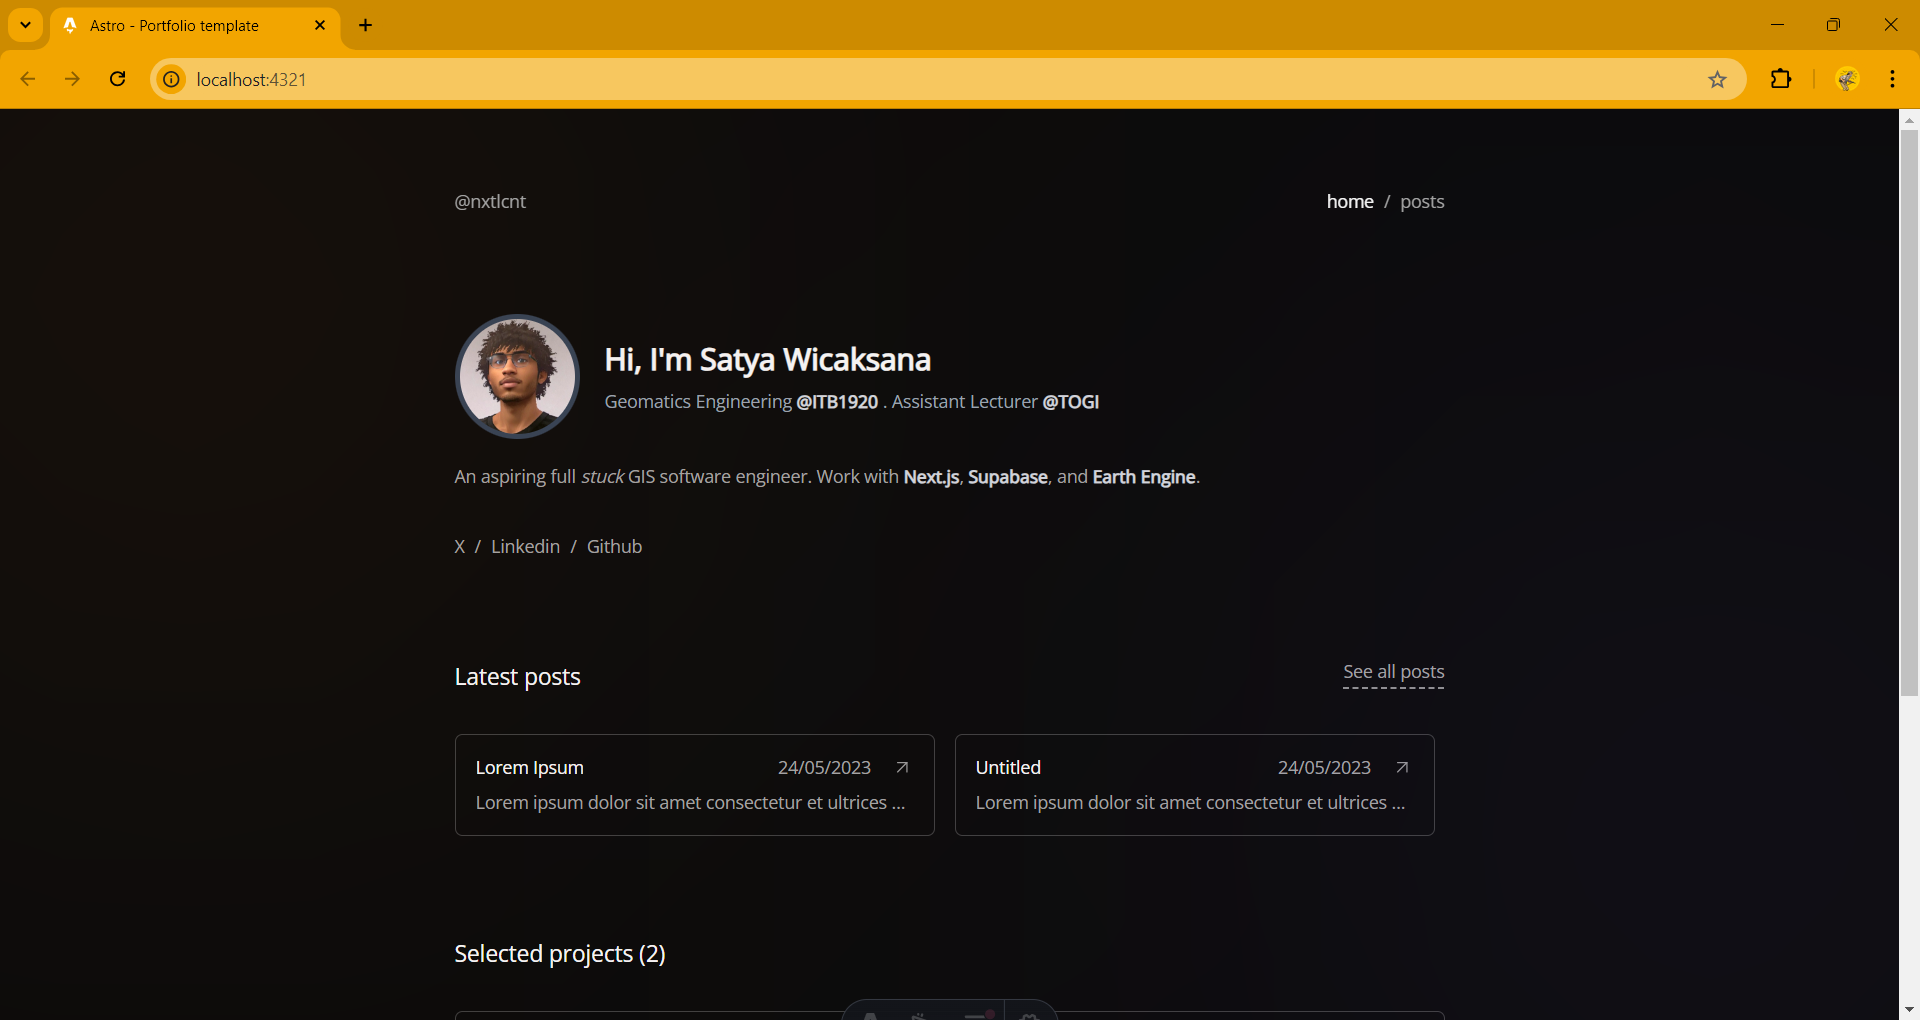 Astro - Portfolio template
localhost:4321
@nxtlcnt
home / posts
Hi, I'm Satya Wicaksana
Geomatics Engineering @ITB1920 . Assistant Lecturer @TOGI
An aspiring full stuck GIS software engineer. Work with Next.js, Supabase, and Earth Engine.
X / Linkedin / Github
Latest posts
See all posts
Lorem Ipsum 24/05/2023
Lorem ipsum dolor sit amet consectetur et ultrices ...
Untitled 24/05/2023
Lorem ipsum dolor sit amet consectetur et ultrices ...
Selected projects (2)